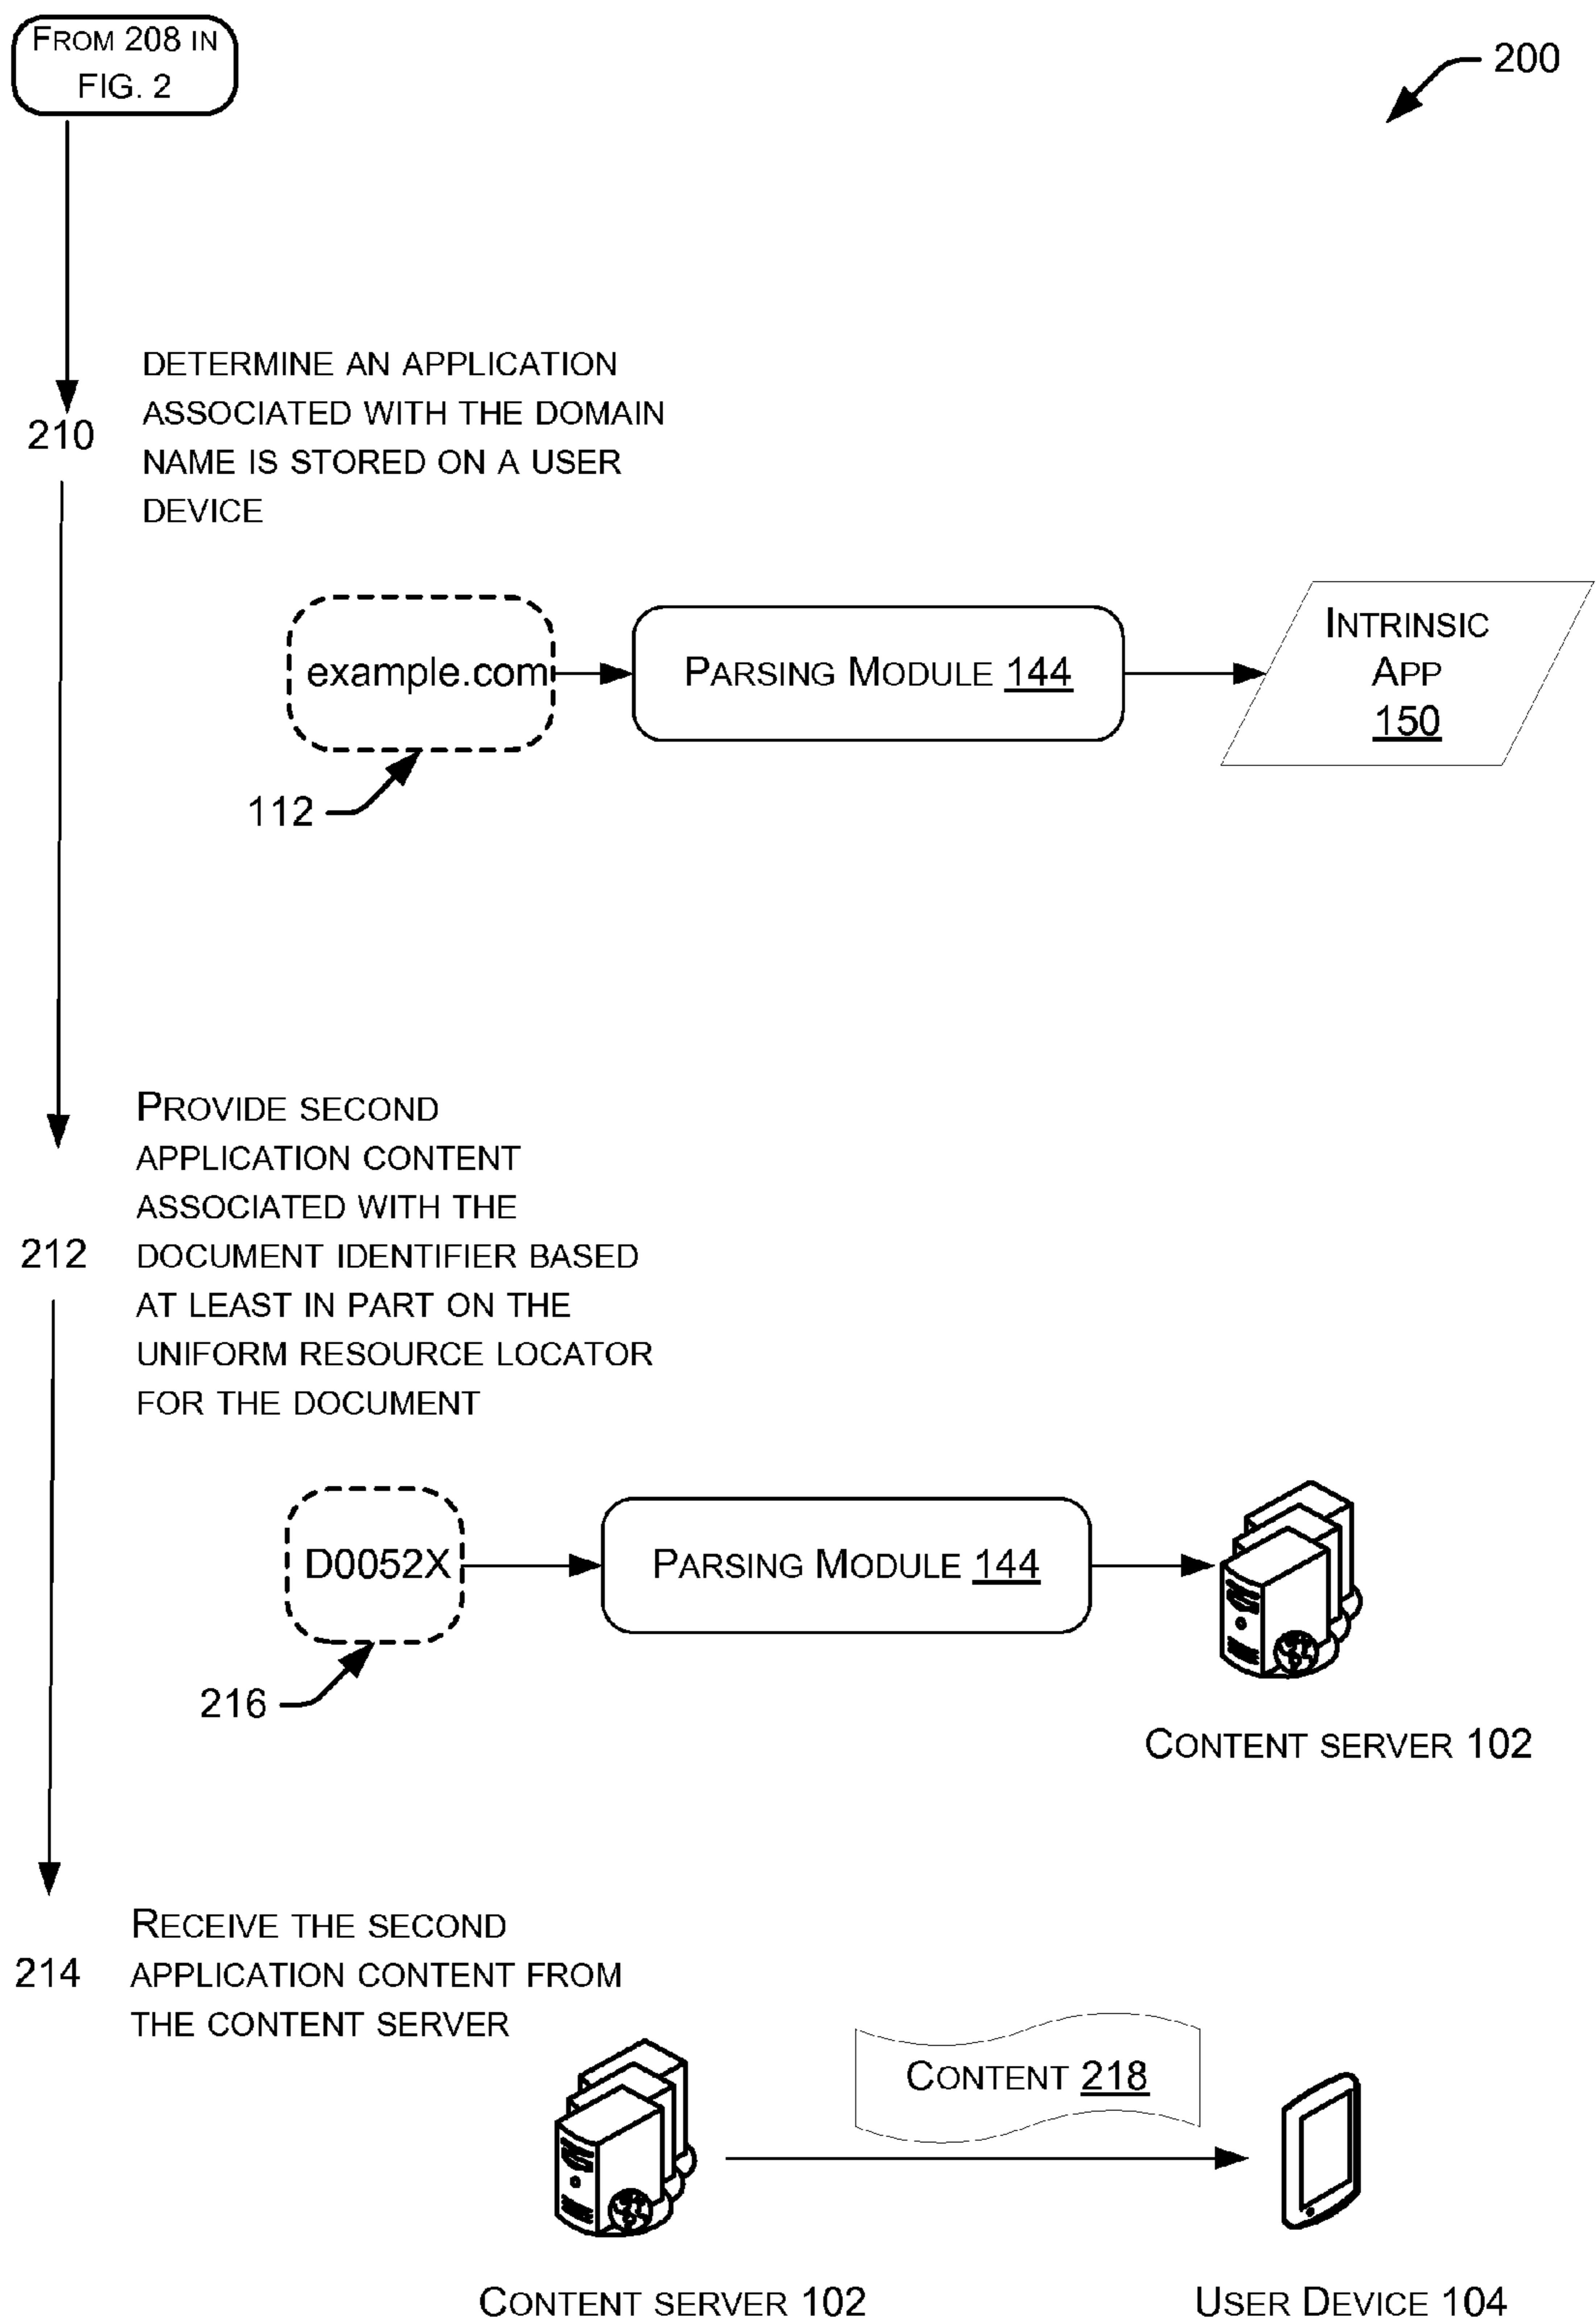 FROM 208 IN
FIG. 2
200
DETERMINE AN APPLICATION
ASSOCIATED WITH THE DOMAIN
210
NAME IS STORED ON A USER
DEVICE
example.com
PARSING MODULE 144
INTRINSIC
APP
150
112
PROVIDE SECOND
APPLICATION CONTENT
ASSOCIATED WITH THE
212
DOCUMENT IDENTIFIER BASED
AT LEAST IN PART ON THE
UNIFORM RESOURCE LOCATOR
FOR THE DOCUMENT
D0052X
PARSING MODULE 144
216
CONTENT SERVER 102
RECEIVE THE SECOND
214
APPLICATION CONTENT FROM
THE CONTENT SERVER
CONTENT 218
CONTENT SERVER 102
USER DEVICE 104